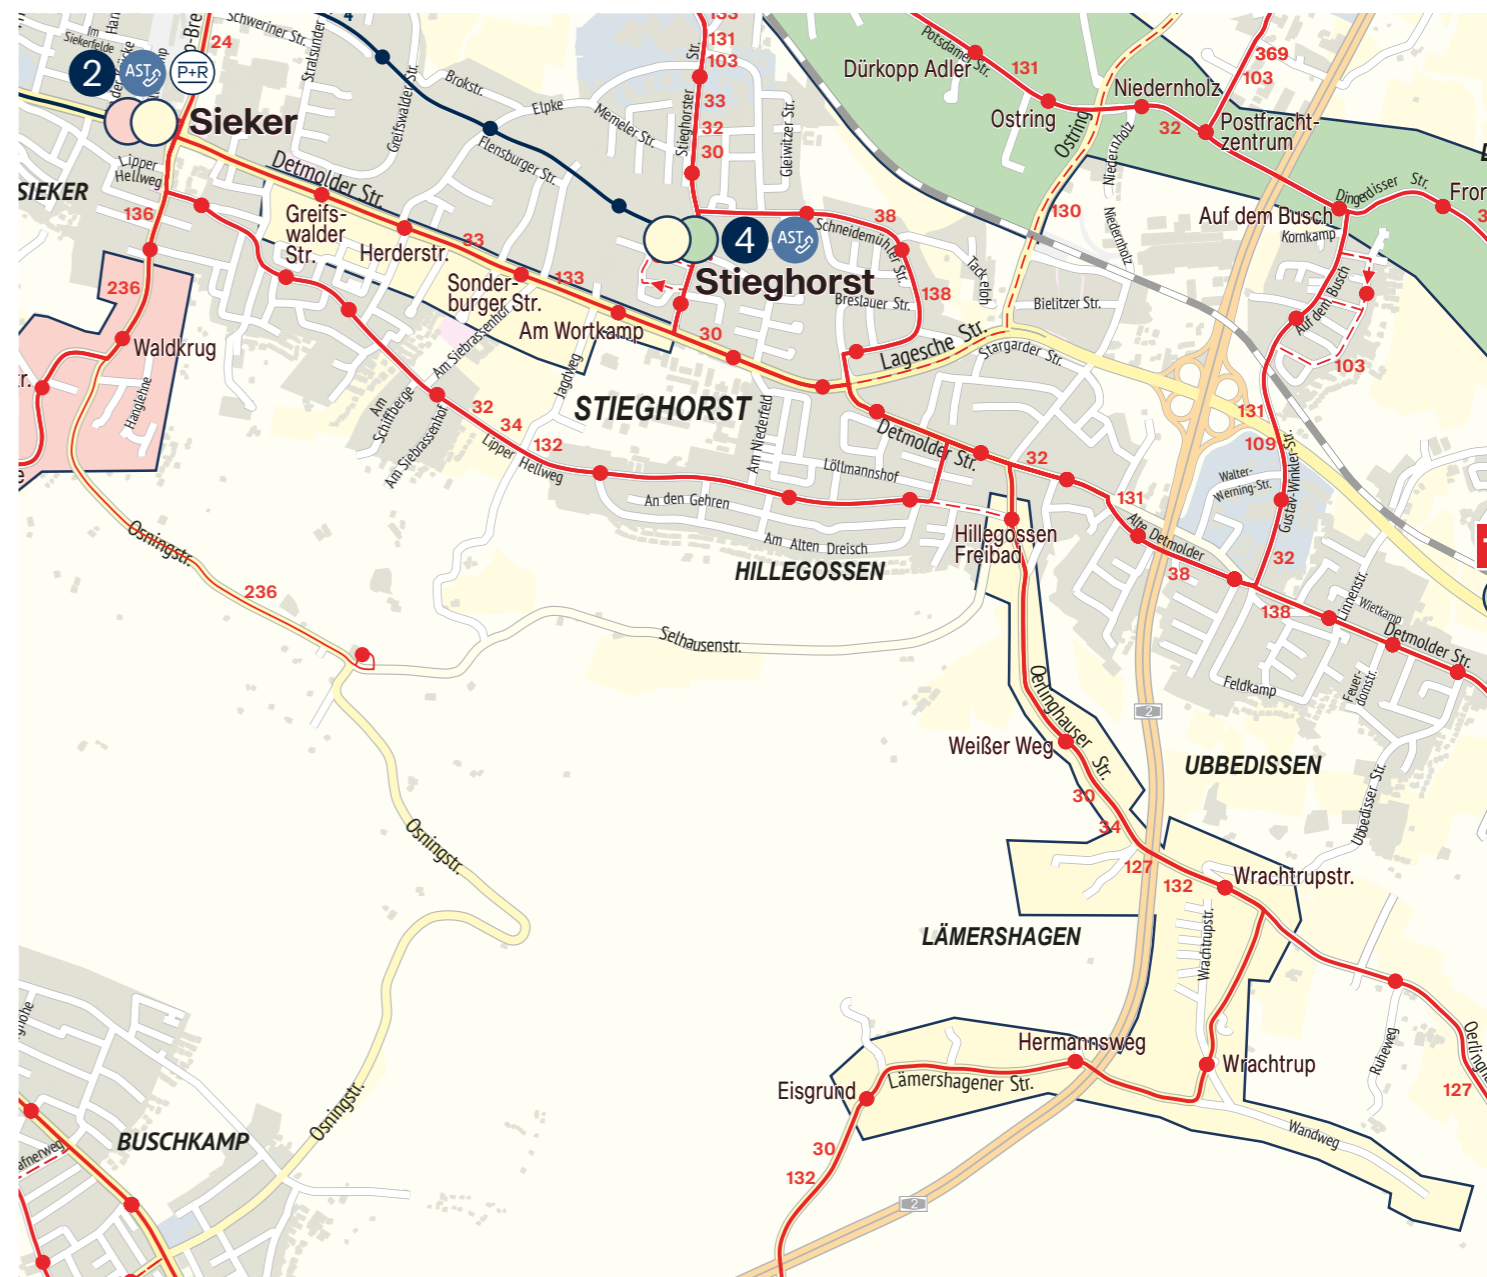 Schweriner Str.
Im
Siekerfelde
24
4
2
AST
P+R
Sieker
Stralsunder
Greifswalder Str.
Brokstr.
Elpke
Memeler Str.
Flensburger Str.
Stieghorster
Str.
Gleiwitzer Str.
133
131
103
33
32
30
Potsdamer Str.
Dürkopp Adler
131
Ostring
Ostring
Niedernholz
32
369
103
Postfracht-
zentrum
Niedernholz
Niedernholz
130
Dingerdisser Str.
Auf dem Busch
Kornkamp
Auf dem Busch
103
SIEKER
Lipper
Hellweg
136
236
Detmolder Str.
Greifs-
walder
Str.
Herderstr.
33
Sonder-
burger Str.
133
Am Wortkamp
30
Stieghorst
4
AST
38
Schneidemühler Str.
138
Breslauer Str.
Tackeloh
Bielitzer Str.
Lagesche Str.
Stargarder Str.
Waldkrug
Hanglehne
Am Siebrassenhof
Am
Schiffberge
Am Siebrassenhof
Jagdweg
STIEGHORST
32
34
132
Lipper Hellweg
Am Niederfeld
Detmolder Str.
Löllmannshof
An den Gehren
Am Alten Dreisch
32
131
131
109
Gustav-Winkler-Str.
Walter-
Werning-Str.
32
Alte Detmolder
38
138
Hillegossen
Freibad
HILLEGOSSEN
Linnenstr.
Wietkamp
Detmolder Str.
Feldkamp
Feuer-
dornstr.
Osningstr.
236
Selhausenstr.
Oerlinghauser Str.
2
Weißer Weg
UBBEDISSEN
Ubbedisser Str.
30
34
127
132
Osningstr.
Wrachtrupstr.
Wrachtrupstr.
LÄMERSHAGEN
Hermannsweg
Eisgrund
Lämershagener Str.
Wrachtrup
Ruheweg
127
Wandweg
Osningstr.
BUSCHKAMP
30
132
2